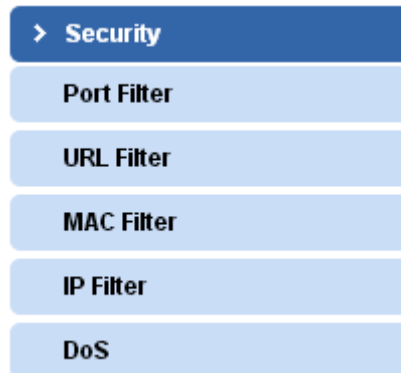 > Security
Port Filter
URL Filter
MAC Filter
IP Filter
DoS